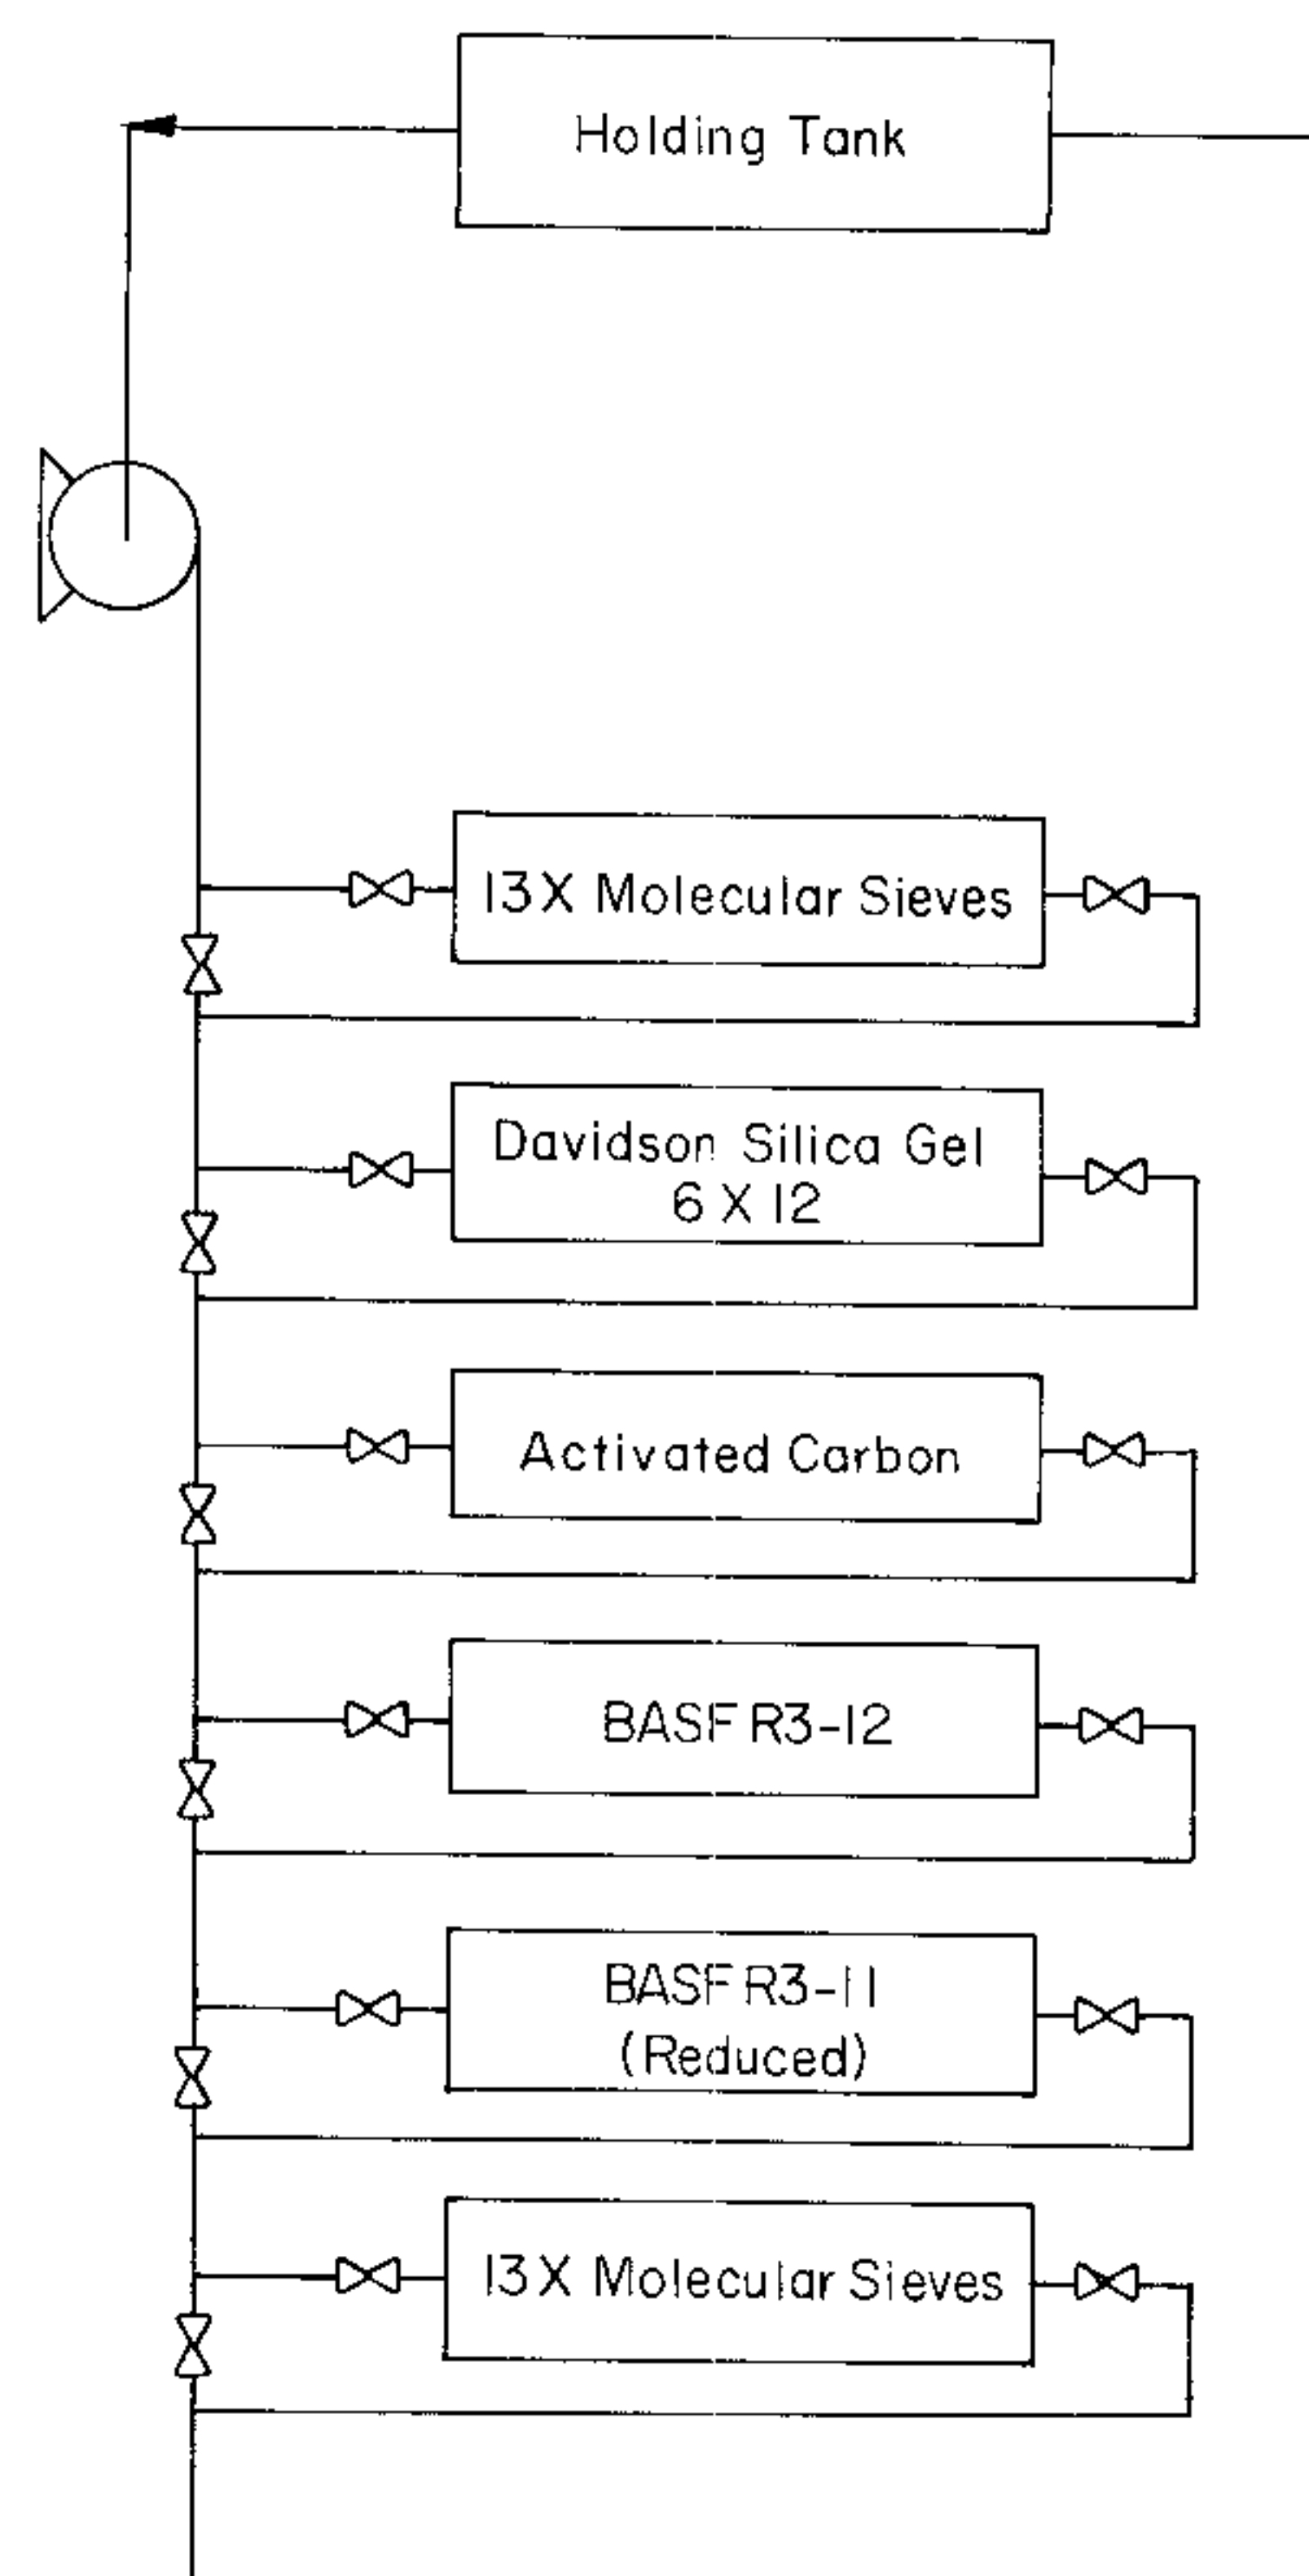 Holding Tank
13X Molecular Sieves
Davidson Silica Gel
6 X 12
Activated Carbon
BASF R3-12
BASF R3-11
(Reduced)
13X Molecular Sieves